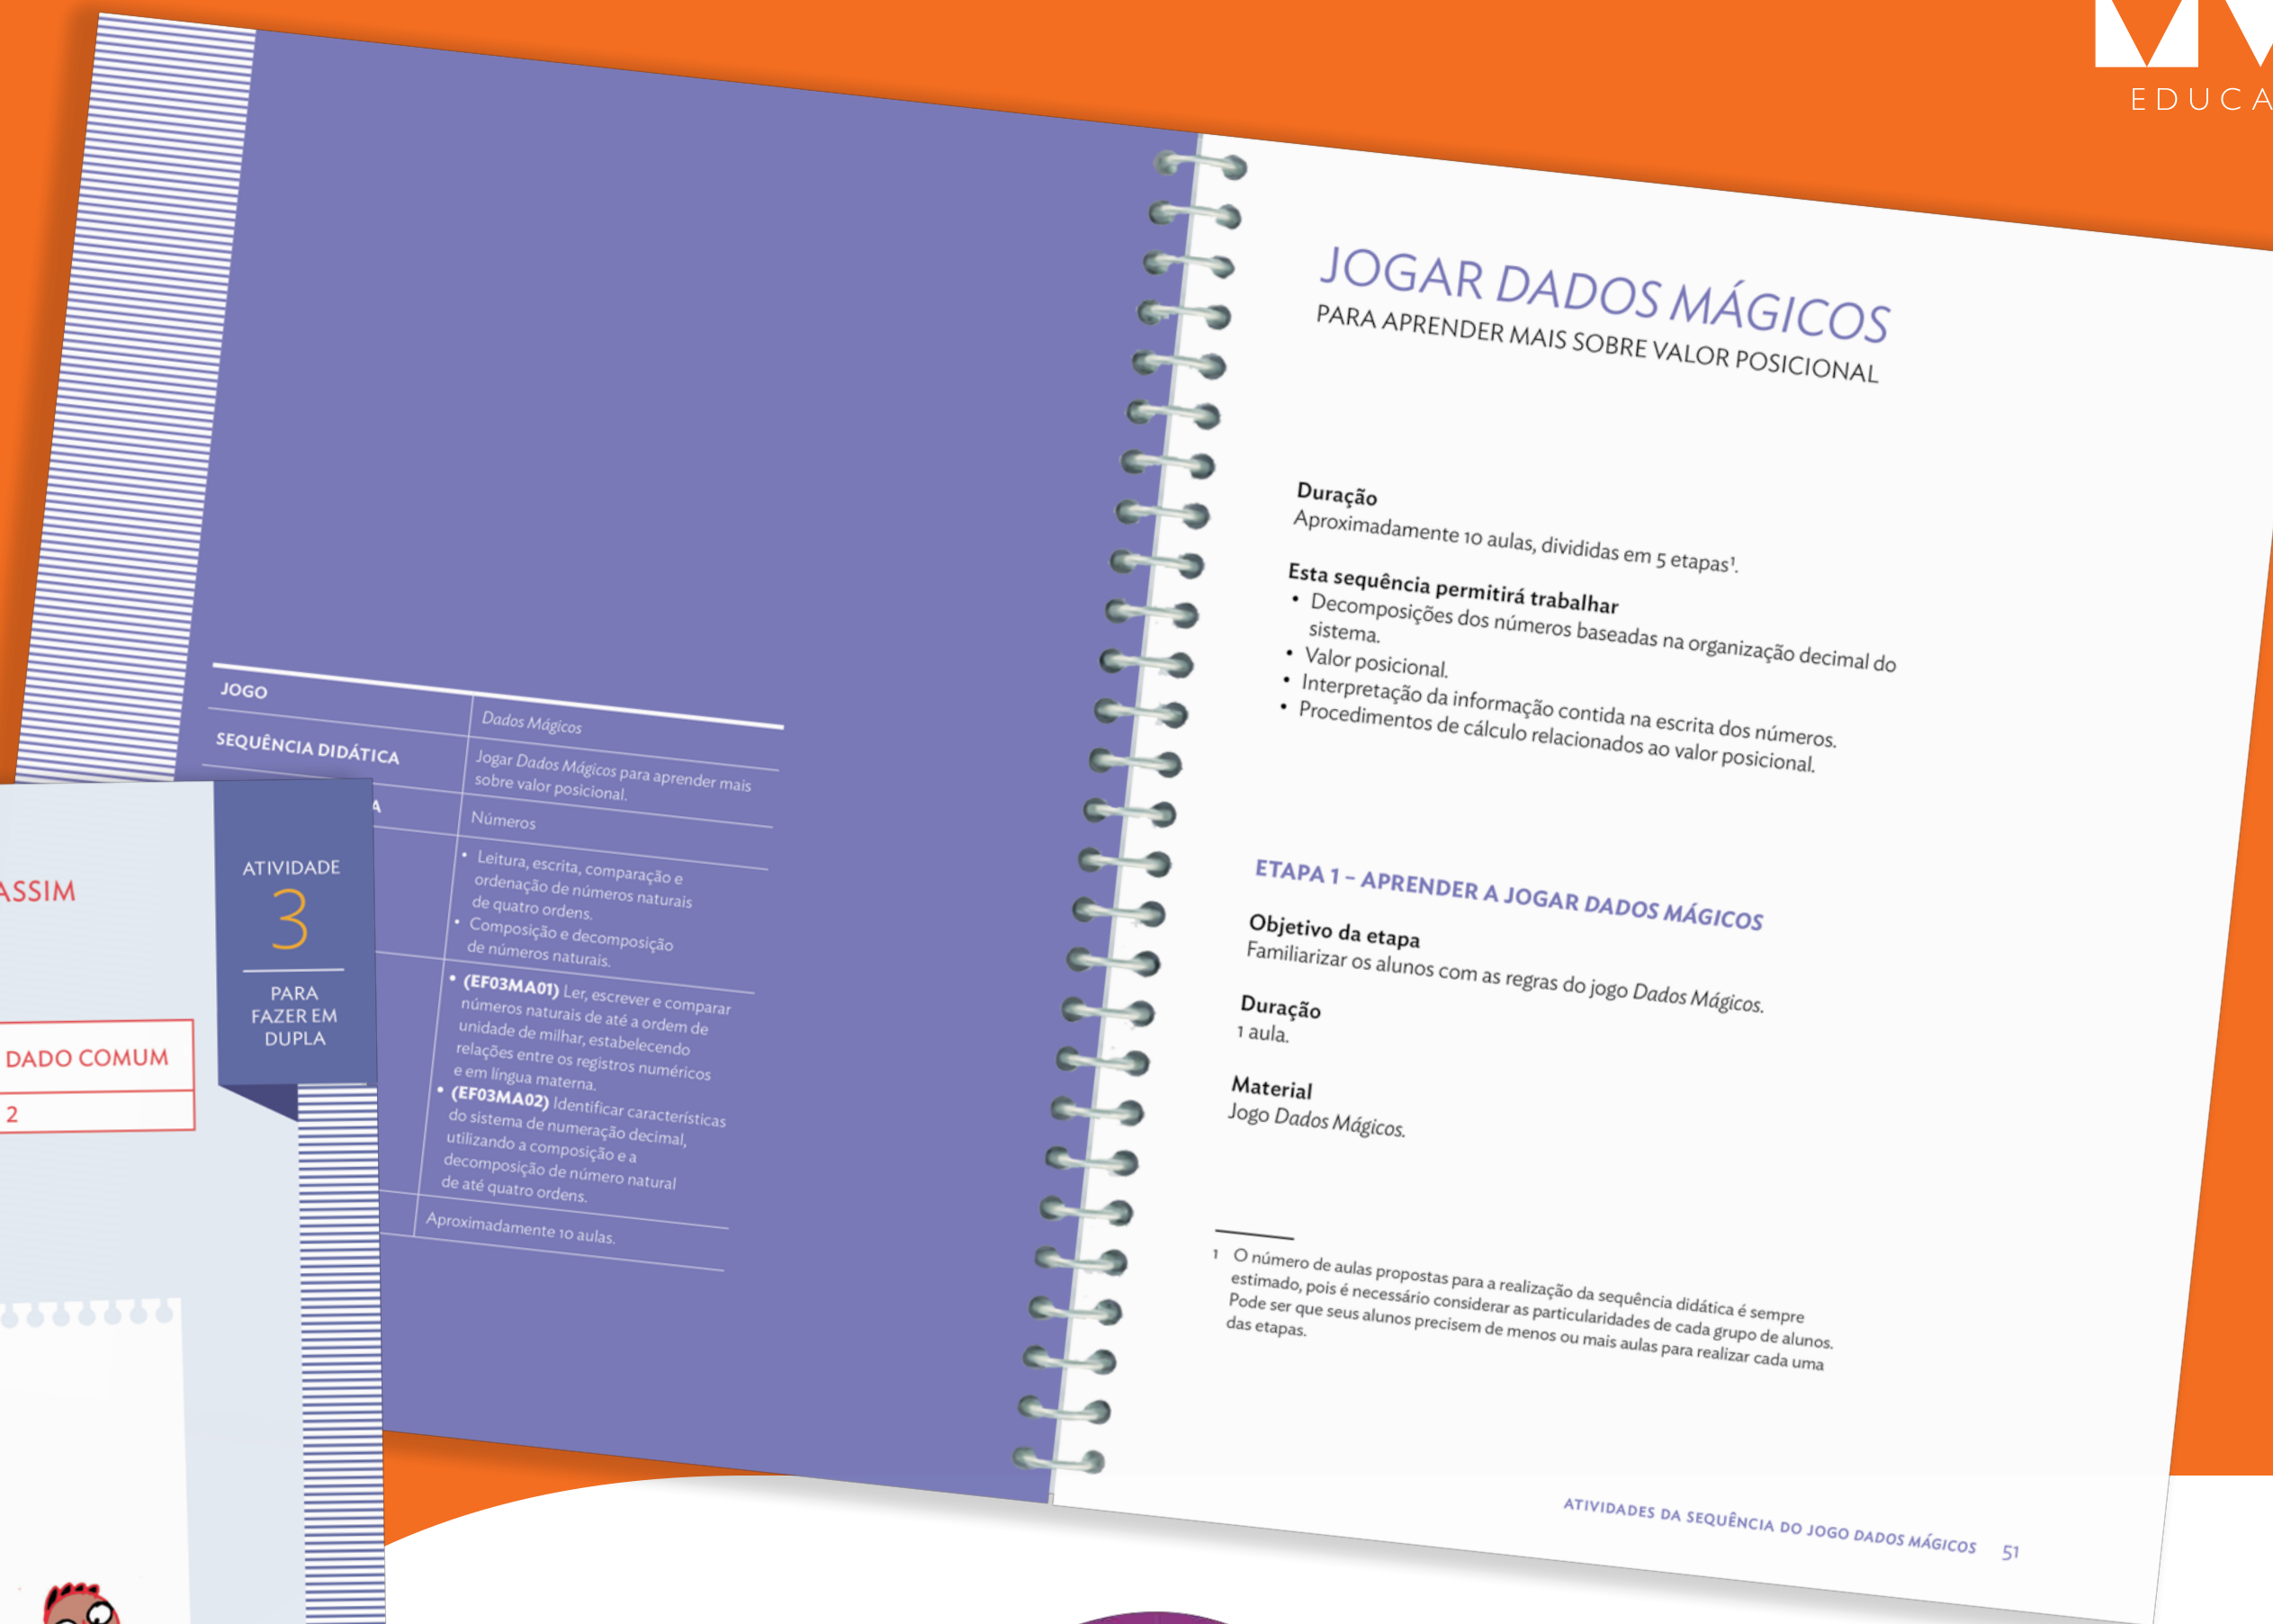 EDUCA
JOGAR DADOS MÁGICOS
PARA APRENDER MAIS SOBRE VALOR POSICIONAL
Duração
Aproximadamente 10 aulas, divididas em 5 etapas¹.
Esta sequência permitirá trabalhar
• Decomposições dos números baseadas na organização decimal do
sistema.
• Valor posicional.
• Interpretação da informação contida na escrita dos números.
• Procedimentos de cálculo relacionados ao valor posicional.
ETAPA 1 – APRENDER A JOGAR DADOS MÁGICOS
Objetivo da etapa
Familiarizar os alunos com as regras do jogo Dados Mágicos.
Duração
1 aula.
Material
Jogo Dados Mágicos.
1 O número de aulas propostas para a realização da sequência didática é sempre
estimado, pois é necessário considerar as particularidades de cada grupo de alunos.
Pode ser que seus alunos precisem de menos ou mais aulas para realizar cada uma
das etapas.
ATIVIDADES DA SEQUÊNCIA DO JOGO DADOS MÁGICOS 51
JOGO
Dados Mágicos
SEQUÊNCIA DIDÁTICA
Jogar Dados Mágicos para aprender mais
sobre valor posicional.
A
Números
• Leitura, escrita, comparação e
ordenação de números naturais
de quatro ordens.
• Composição e decomposição
de números naturais.
• (EF03MA01) Ler, escrever e comparar
números naturais de até a ordem de
unidade de milhar, estabelecendo
relações entre os registros numéricos
e em língua materna.
• (EF03MA02) Identificar características
do sistema de numeração decimal,
utilizando a composição e a
decomposição de número natural
de até quatro ordens.
Aproximadamente 10 aulas.
ASSIM
ATIVIDADE
3
PARA
FAZER EM
DUPLA
DADO COMUM
2